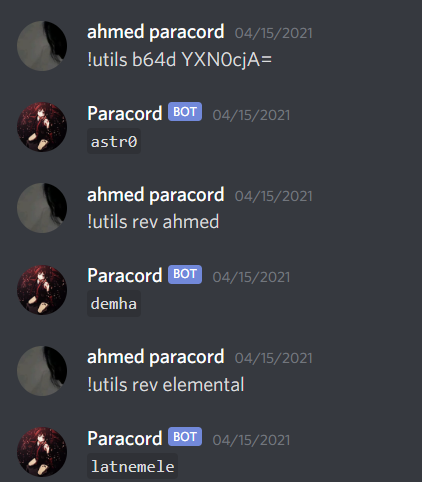 ahmed paracord 04/15/2021
!utils b64d YXN0cjA=
Paracord BOT 04/15/2021
astr0
ahmed paracord 04/15/2021
!utils rev ahmed
Paracord BOT 04/15/2021
demha
ahmed paracord 04/15/2021
!utils rev elemental
Paracord BOT 04/15/2021
latnemele